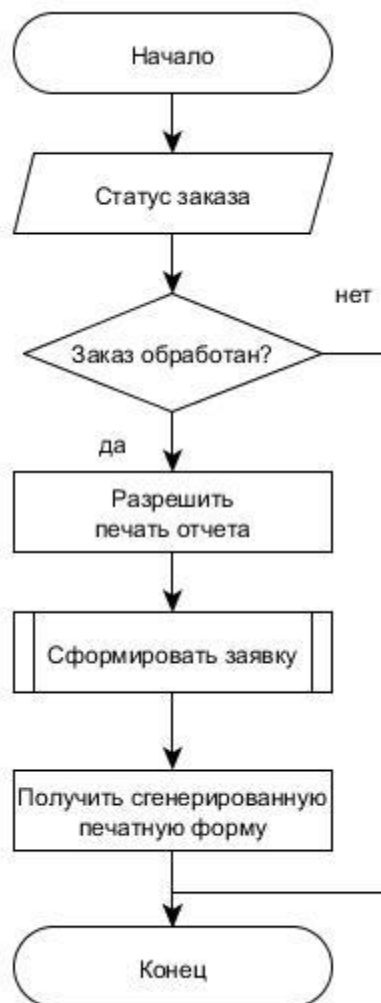 Начало
Статус заказа
нет
Заказ обработан?
да
Разрешить
печать отчета
Сформировать заявку
Получить сгенерированную
печатную форму
Конец